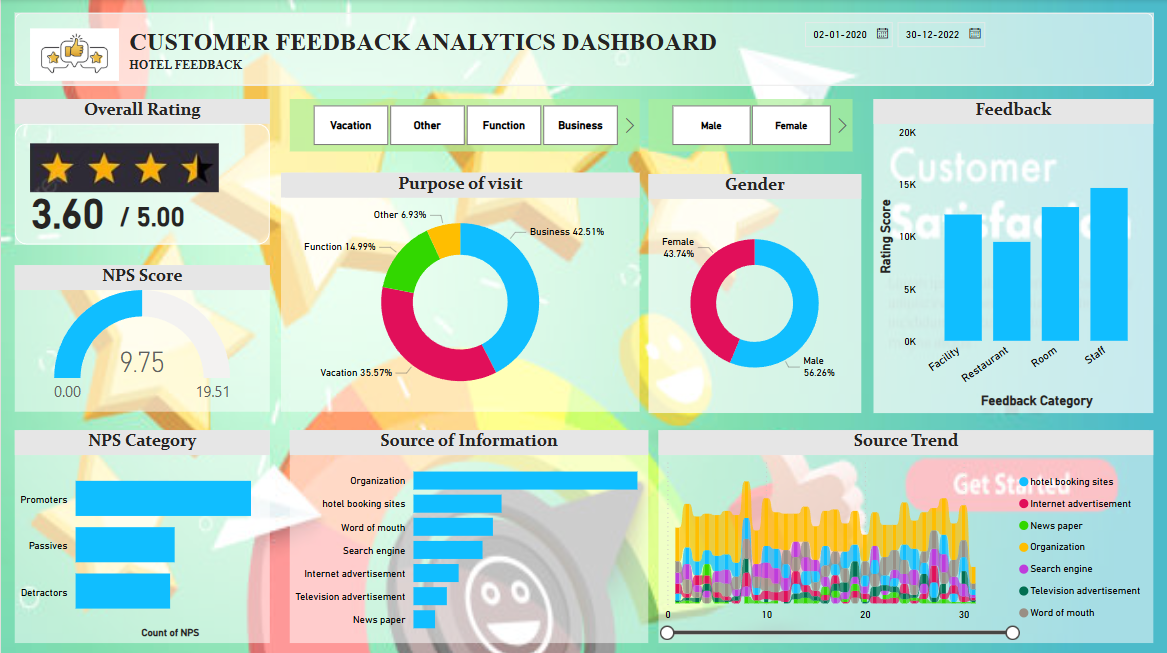 CUSTOMER FEEDBACK ANALYTICS DASHBOARD
HOTEL FEEDBACK
02-01-2020
30-12-2022
Overall Rating
3.60 / 5.00
Vacation
Other
Function
Business
Male
Female
Purpose of visit
Other 6.93%
Business 42.51%
Function 14.99%
Vacation 35.57%
Gender
Female
43.74%
Male
56.26%
Feedback
Customer
20K
15K
10K
5K
0K
Rating Score
Facility
Restaurant
Room
Staff
Feedback Category
NPS Score
9.75
0.00
19.51
NPS Category
Promoters
Passives
Detractors
Count of NPS
Source of Information
Organization
hotel booking sites
Word of mouth
Search engine
Internet advertisement
Television advertisement
News paper
Source Trend
Get Started
hotel booking sites
Internet advertisement
News paper
Organization
Search engine
Television advertisement
Word of mouth
0
10
20
30